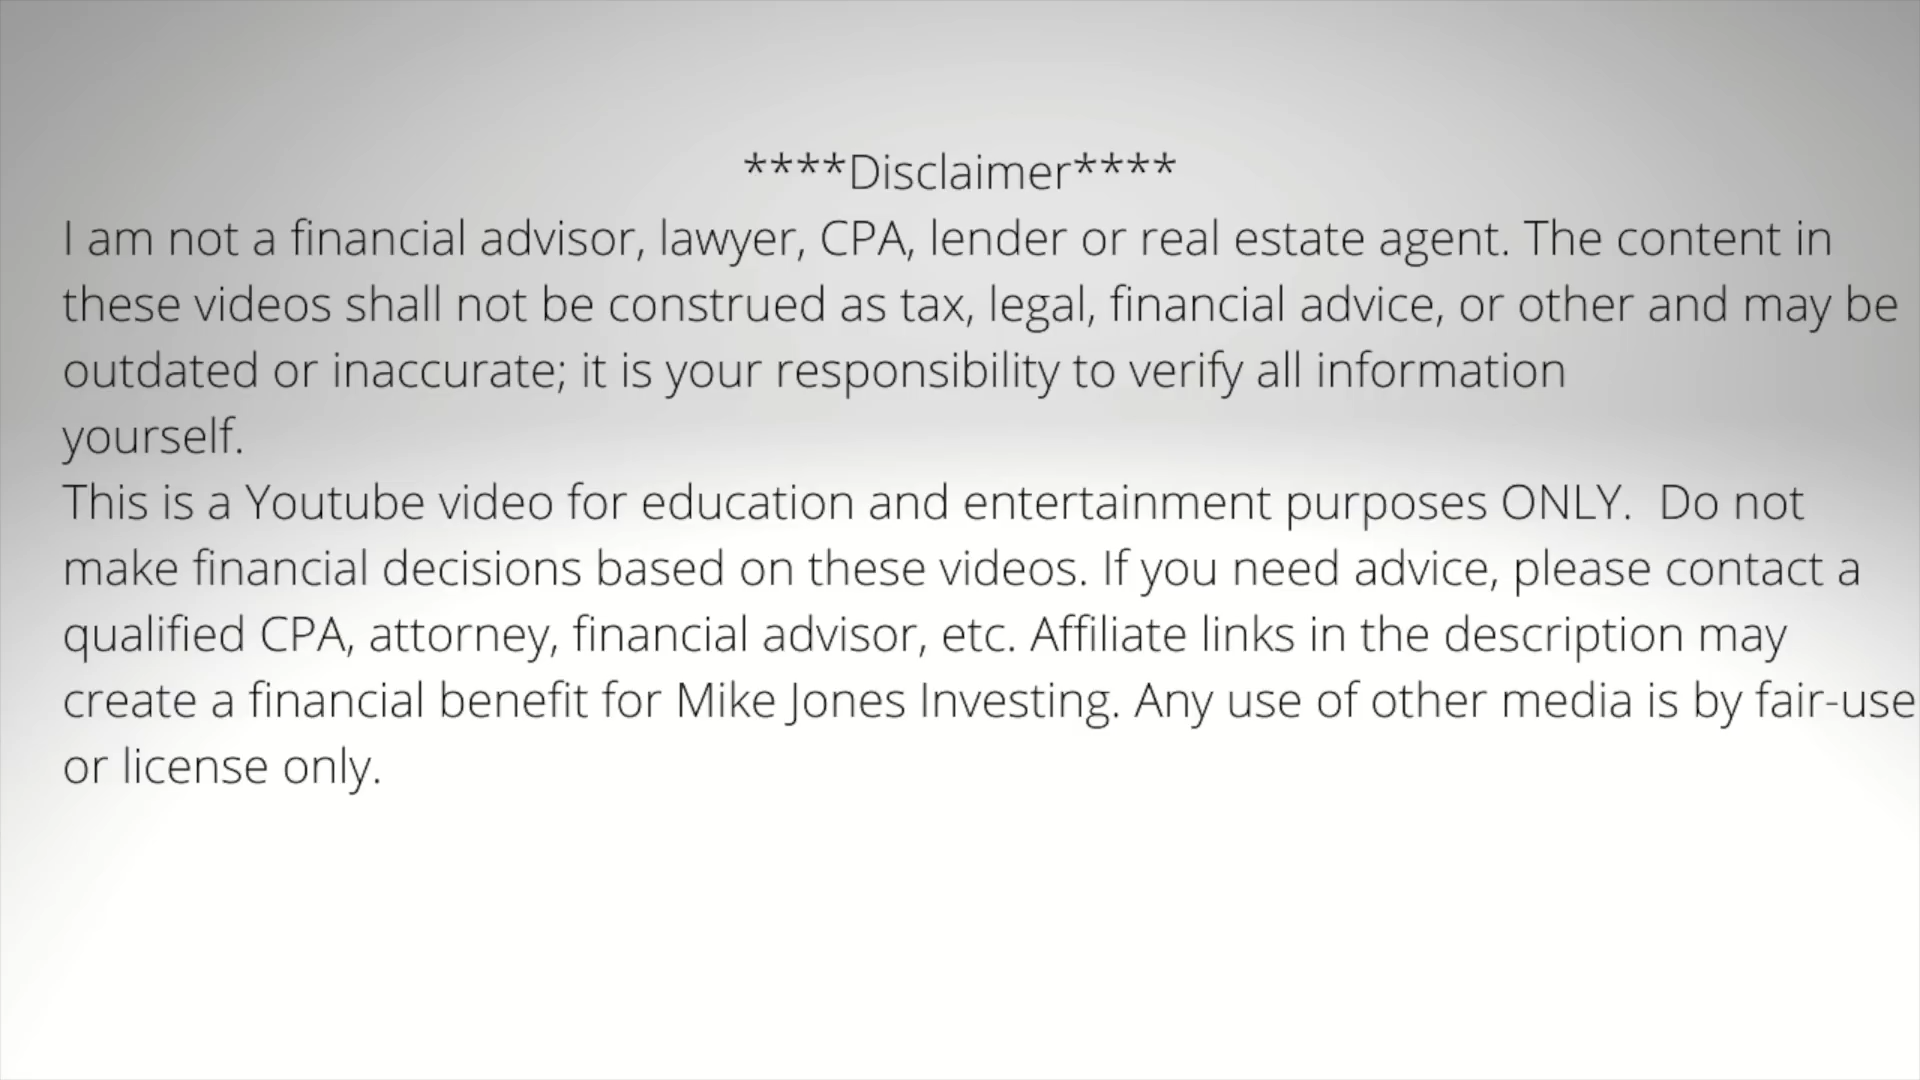 ****Disclaimer****
I am not a financial advisor, lawyer, CPA, lender or real estate agent. The content in
these videos shall not be construed as tax, legal, financial advice, or other and may be
outdated or inaccurate; it is your responsibility to verify all information
yourself.
This is a Youtube video for education and entertainment purposes ONLY.  Do not
make financial decisions based on these videos. If you need advice, please contact a
qualified CPA, attorney, financial advisor, etc. Affiliate links in the description may
create a financial benefit for Mike Jones Investing. Any use of other media is by fair-use
or license only.